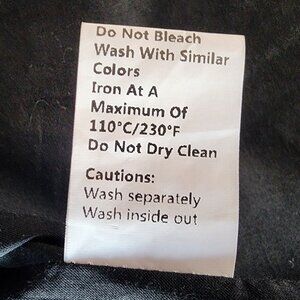 Do Not Bleach
Wash With Similar
Colors
Iron At A
Maximum Of
110°C/230°F
Do Not Dry Clean
Cautions:
Wash separately
Wash inside out